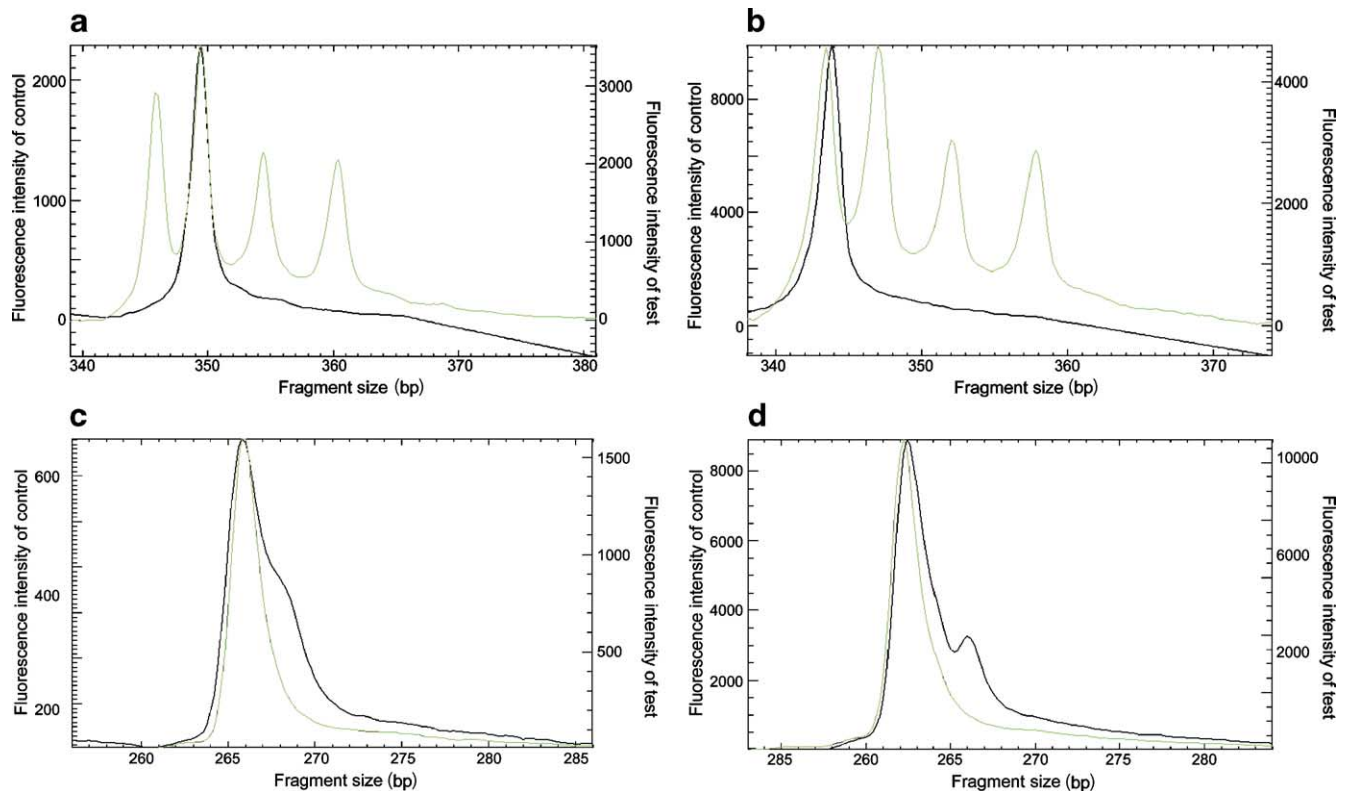 a
b
2000
1000
0
3000
2000
1000
0
340
350
360
370
380
Fluorescence intensity of control
Fluorescence intensity of test
Fragment size (bp)
8000
4000
0
4000
2000
0
340
350
360
370
Fluorescence intensity of control
Fluorescence intensity of test
Fragment size (bp)
c
d
600
400
200
1500
1000
500
260
265
270
275
280
285
Fluorescence intensity of control
Fluorescence intensity of test
Fragment size (bp)
8000
6000
4000
2000
10000
6000
2000
285
260
265
270
275
280
Fluorescence intensity of control
Fluorescence intensity of test
Fragment size (bp)